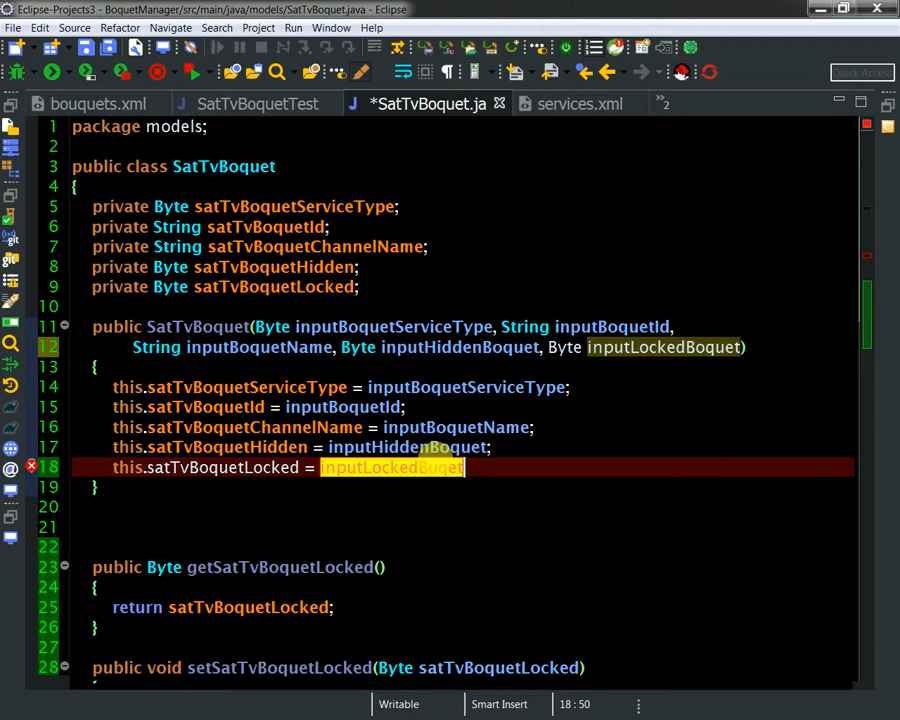 Eclipse-Projects3 - BoquetManager/src/main/java/models/SatTvBoquet.java - Eclipse
File Edit Source Refactor Navigate Search Project Run Window Help
Quick Access
bouquets.xml SatTvBoquetTest *SatTvBoquet.ja services.xml »2
1 package models;
2
3 public class SatTvBoquet
4 {
5 private Byte satTvBoquetServiceType;
6 private String satTvBoquetId;
7 private String satTvBoquetChannelName;
8 private Byte satTvBoquetHidden;
9 private Byte satTvBoquetLocked;
10
11 public SatTvBoquet(Byte inputBoquetServiceType, String inputBoquetId,
12 String inputBoquetName, Byte inputHiddenBoquet, Byte inputLockedBoquet)
13 {
14 this.satTvBoquetServiceType = inputBoquetServiceType;
15 this.satTvBoquetId = inputBoquetId;
16 this.satTvBoquetChannelName = inputBoquetName;
17 this.satTvBoquetHidden = inputHiddenBoquet;
18 this.satTvBoquetLocked = inputLockedBuqet
19 }
20
21
22
23 public Byte getSatTvBoquetLocked()
24 {
25 return satTvBoquetLocked;
26 }
27
28 public void setSatTvBoquetLocked(Byte satTvBoquetLocked)
Writable Smart Insert 18 : 50